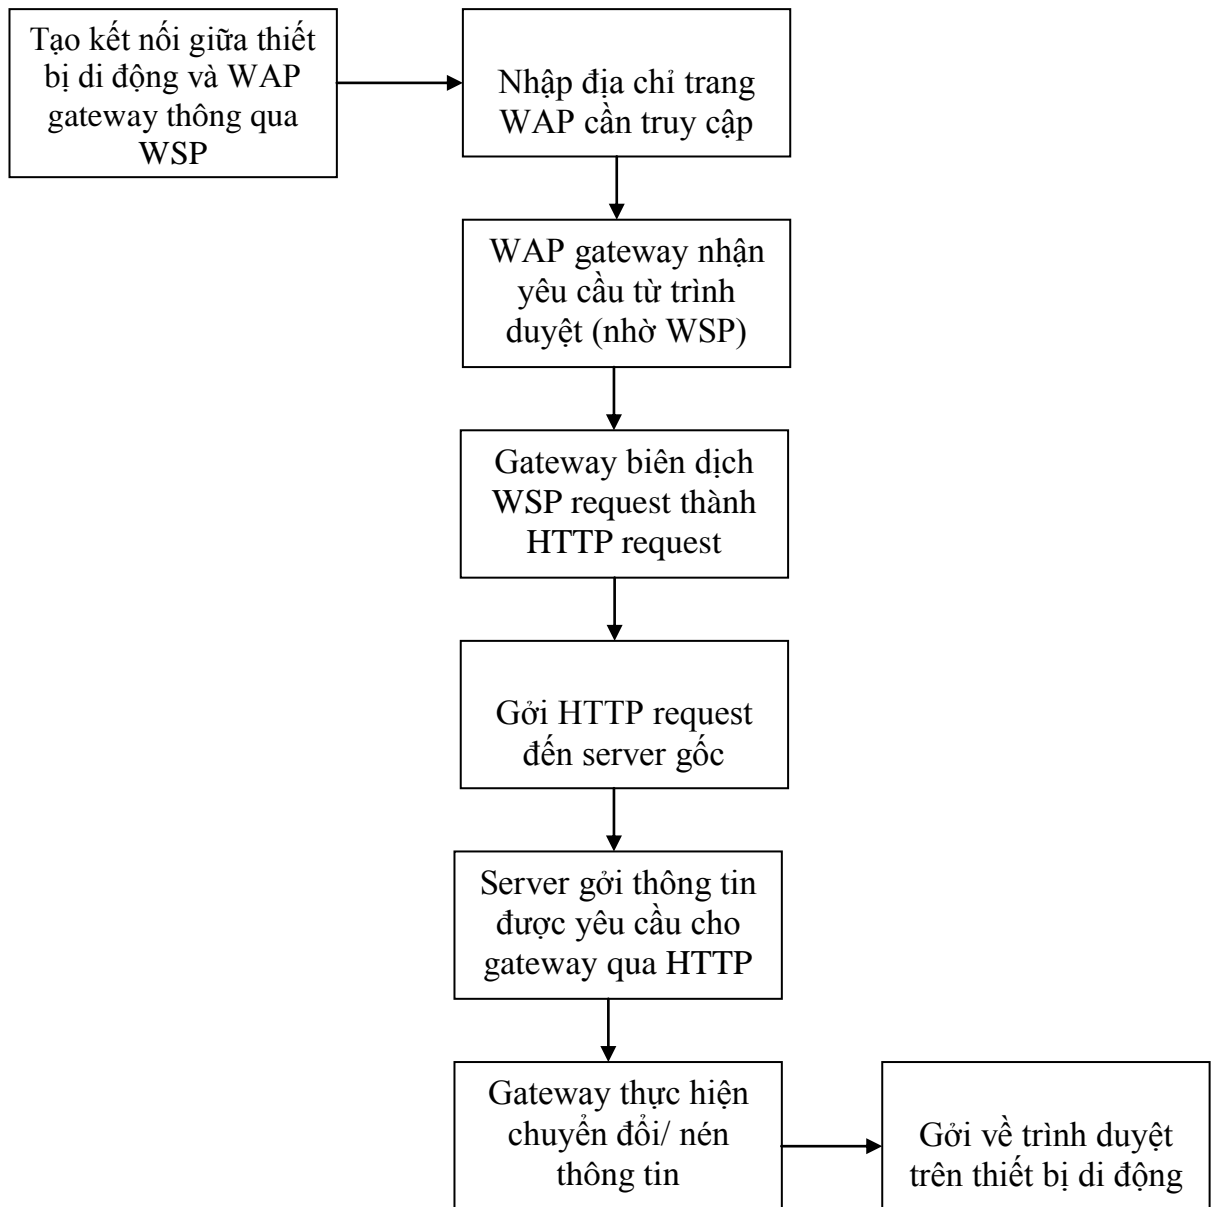 Tạo kết nối giữa thiết
bị di động và WAP
gateway thông qua
WSP
Nhập địa chỉ trang
WAP cần truy cập
WAP gateway nhận
yêu cầu từ trình
duyệt (nhờ WSP)
Gateway biên dịch
WSP request thành
HTTP request
Gởi HTTP request
đến server gốc
Server gởi thông tin
được yêu cầu cho
gateway qua HTTP
Gateway thực hiện
chuyển đổi/ nén
thông tin
Gởi về trình duyệt
trên thiết bị di động